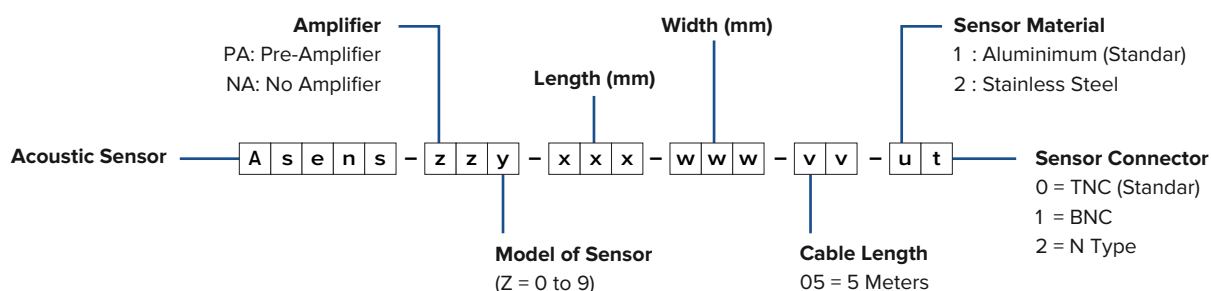 Amplifier
PA: Pre-Amplifier
NA: No Amplifier
Length (mm)
Width (mm)
Sensor Material
1 : Aluminimum (Standar)
2 : Stainless Steel
Acoustic Sensor
A s e n s - z z y - x x x - w w w - v v - u t
Model of Sensor
(Z = 0 to 9)
Cable Length
05 = 5 Meters
Sensor Connector
0 = TNC (Standar)
1 = BNC
2 = N Type